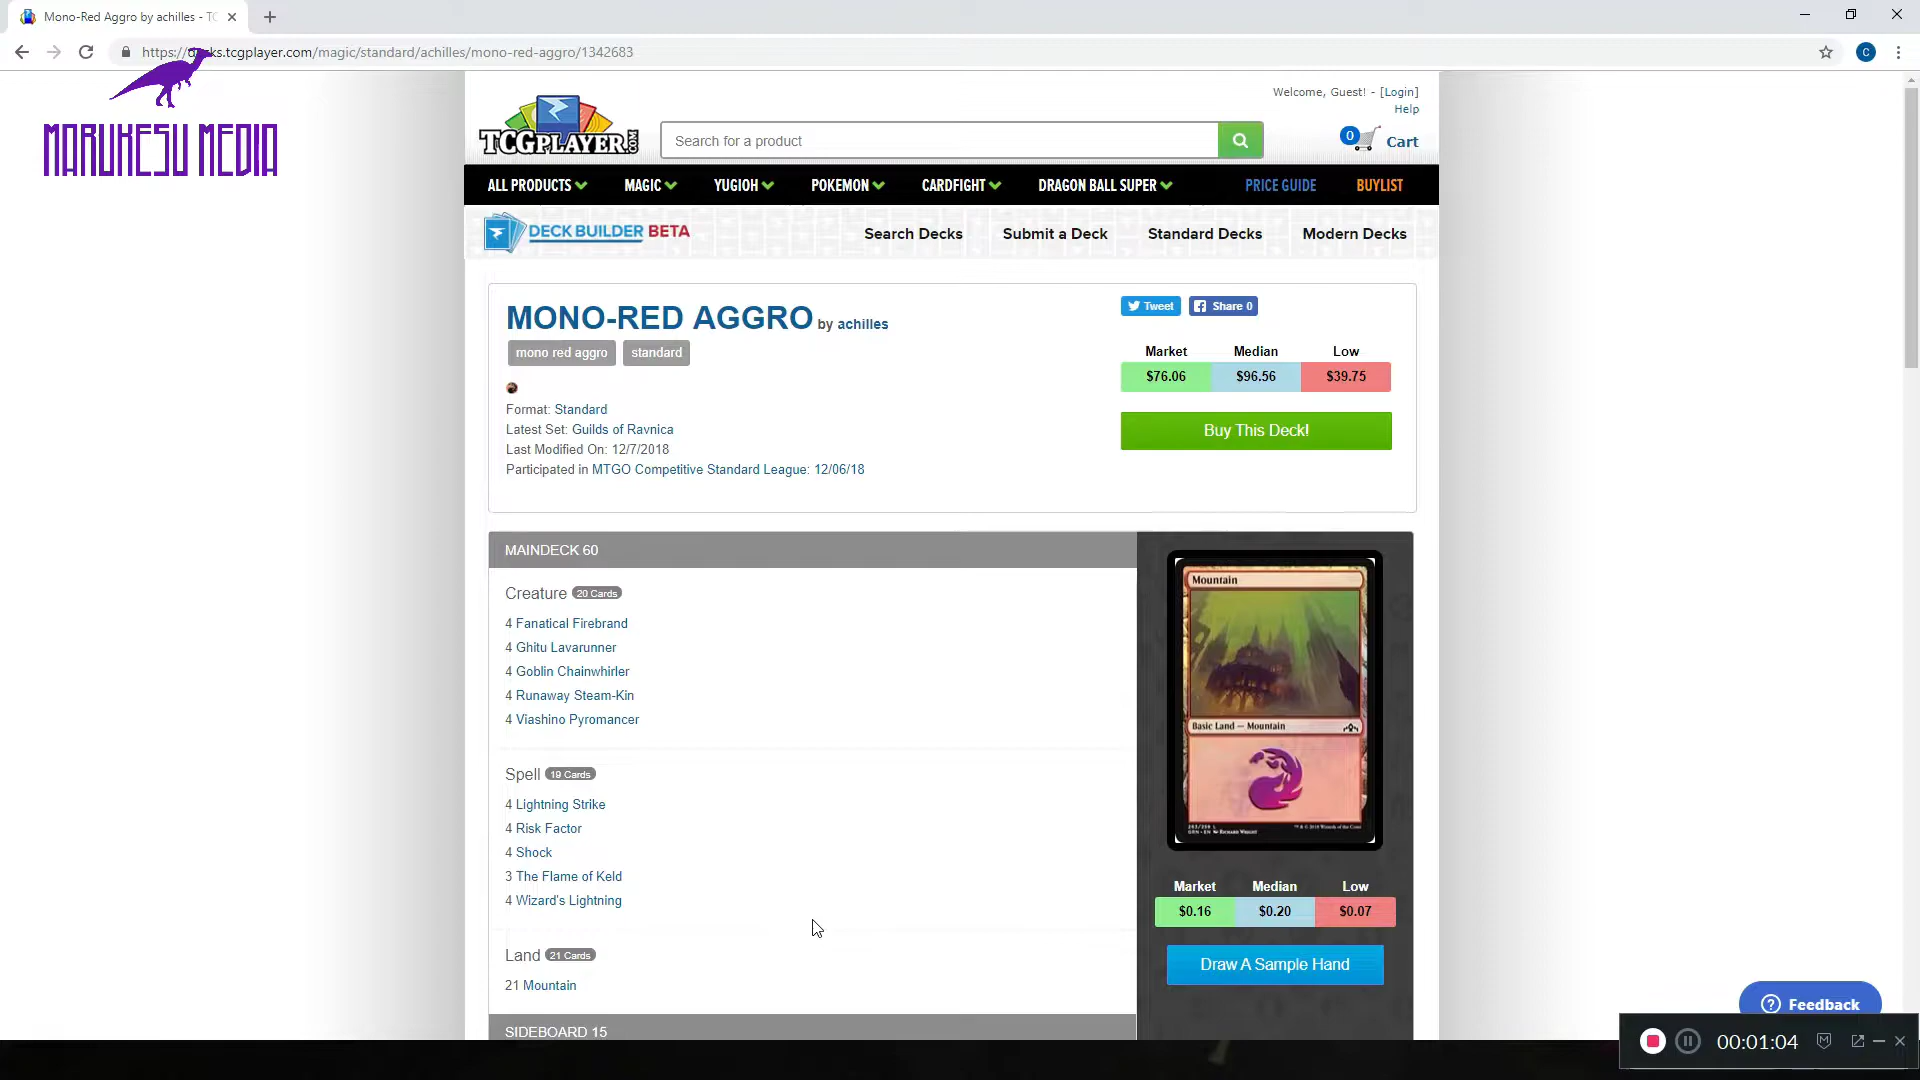 Mono-Red Aggro by achilles - TC
https://decks.tcgplayer.com/magic/standard/achilles/mono-red-aggro/1342683
C
MARUKESU MEDIA
Welcome, Guest! - [Login]
Help
TCGPLAYER.COM
Search for a product
0 Cart
ALL PRODUCTS MAGIC YUGIOH POKEMON CARDFIGHT DRAGON BALL SUPER PRICE GUIDE BUYLIST
DECK BUILDER BETA Search Decks Submit a Deck Standard Decks Modern Decks
MONO-RED AGGRO by achilles
Tweet Share 0
mono red aggro standard
Market Median Low
$76.06 $96.56 $39.75
Format: Standard
Latest Set: Guilds of Ravnica
Last Modified On: 12/7/2018
Participated in MTGO Competitive Standard League: 12/06/18
Buy This Deck!
MAINDECK 60
Creature 20 Cards
4 Fanatical Firebrand
4 Ghitu Lavarunner
4 Goblin Chainwhirler
4 Runaway Steam-Kin
4 Viashino Pyromancer
Spell 19 Cards
4 Lightning Strike
4 Risk Factor
4 Shock
3 The Flame of Keld
4 Wizard's Lightning
Land 21 Cards
21 Mountain
SIDEBOARD 15
Mountain
Basic Land — Mountain
Market Median Low
$0.16 $0.20 $0.07
Draw A Sample Hand
Feedback
00:01:04